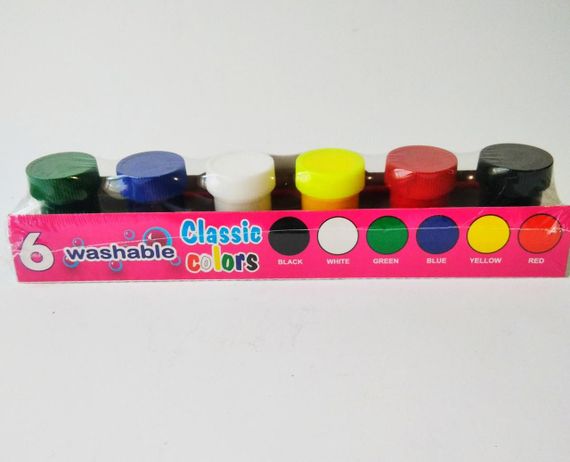 6 washable Classic colors
BLACK WHITE GREEN BLUE YELLOW RED